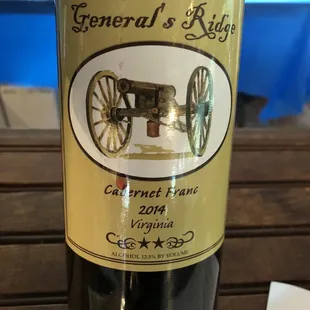 General's Ridge
Cabernet Franc
2014
Virginia
ALCOHOL 12.5% BY VOLUME